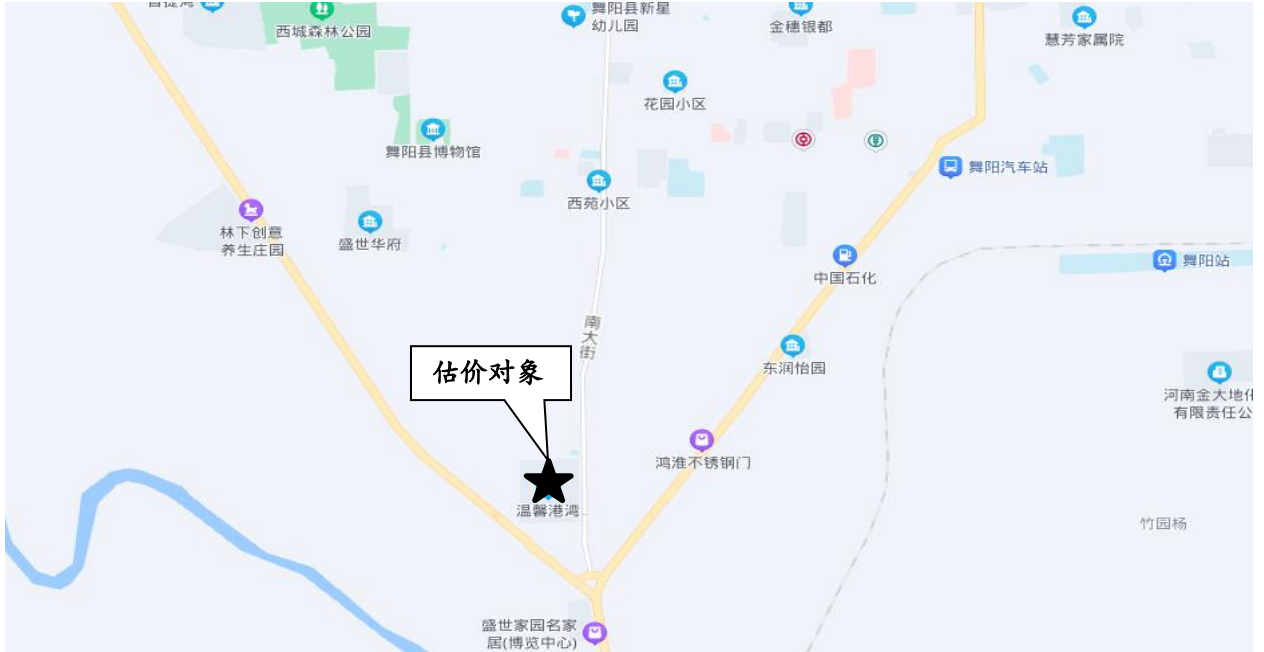 西城森林公园
舞阳县新星
幼儿园
金穗银都
慧芳家属院
花园小区
舞阳县博物馆
舞阳汽车站
西苑小区
林下创意
养生庄园
盛世华府
中国石化
舞阳站
南大街
估价对象
东润怡园
河南金大地化
有限责任公
鸿淮不锈钢门
温馨港湾
竹园杨
盛世家园名家
居(博览中心)